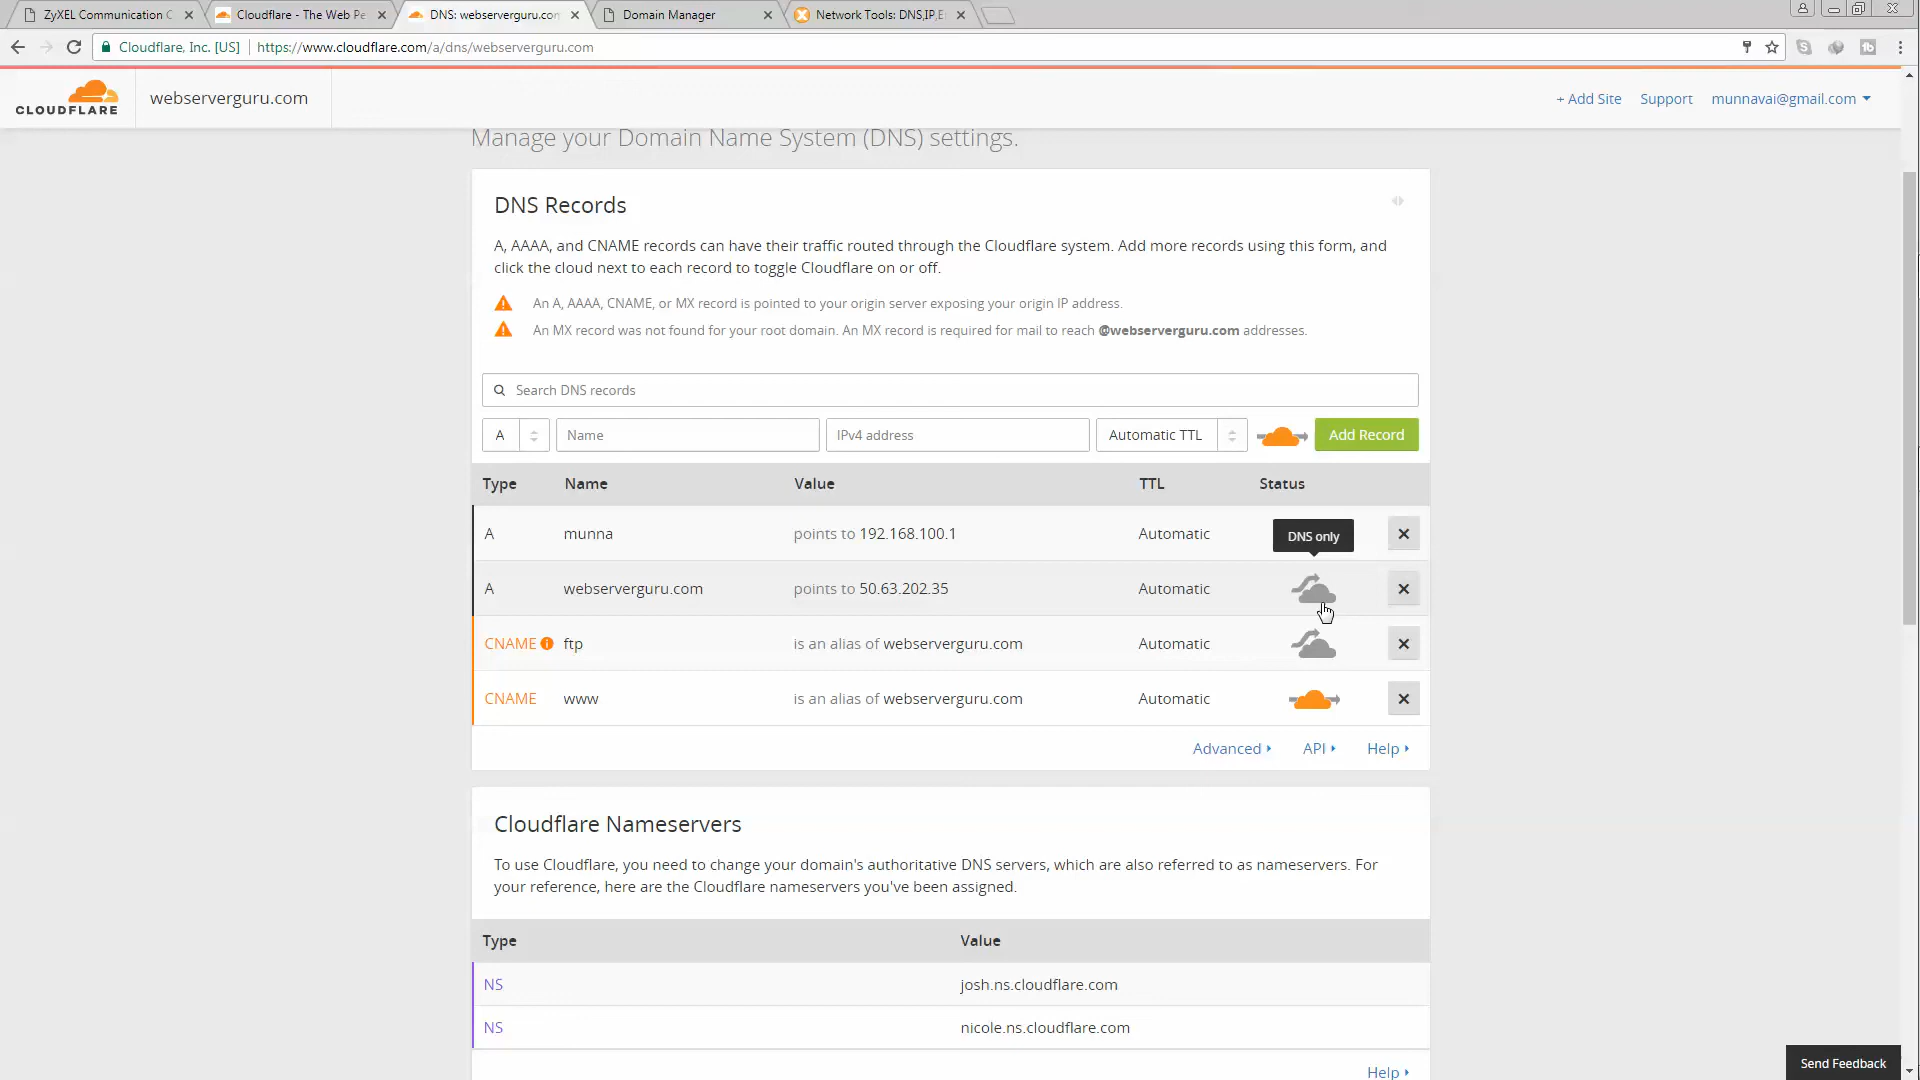 ZyXEL Communication C
Cloudflare - The Web Pe
DNS: webserverguru.com
Domain Manager
Network Tools: DNS,IP,E
Cloudflare, Inc. [US]
https://www.cloudflare.com/a/dns/webserverguru.com
CLOUDFLARE
webserverguru.com
+ Add Site
Support
munnavai@gmail.com
Manage your Domain Name System (DNS) settings.
DNS Records
A, AAAA, and CNAME records can have their traffic routed through the Cloudflare system. Add more records using this form, and
click the cloud next to each record to toggle Cloudflare on or off.
An A, AAAA, CNAME, or MX record is pointed to your origin server exposing your origin IP address.
An MX record was not found for your root domain. An MX record is required for mail to reach @webserverguru.com addresses.
Search DNS records
A Name IPv4 address Automatic TTL Add Record
Type Name Value TTL Status
A munna points to 192.168.100.1 Automatic
DNS only
A webserverguru.com points to 50.63.202.35 Automatic
CNAME ftp is an alias of webserverguru.com Automatic
CNAME www is an alias of webserverguru.com Automatic
Advanced API Help
Cloudflare Nameservers
To use Cloudflare, you need to change your domain's authoritative DNS servers, which are also referred to as nameservers. For
your reference, here are the Cloudflare nameservers you've been assigned.
Type Value
NS josh.ns.cloudflare.com
NS nicole.ns.cloudflare.com
Help
Send Feedback